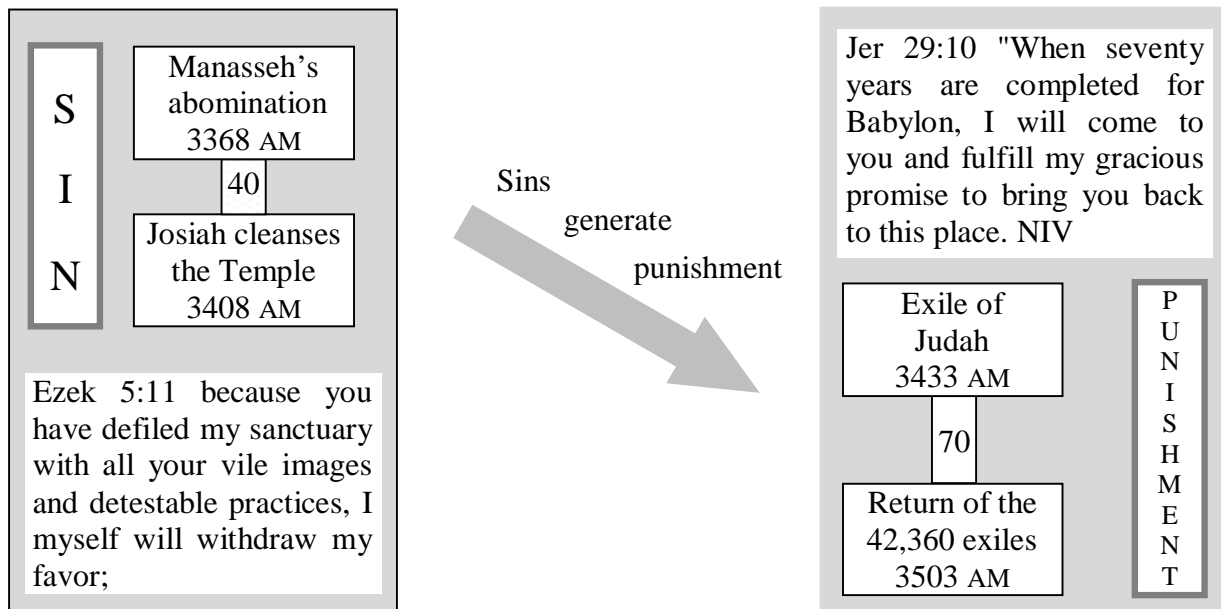 S
I
N
Manasseh's
abomination
3368 AM
40
Josiah cleanses
the Temple
3408 AM
Ezek 5:11 because you
have defiled my sanctuary
with all your vile images
and detestable practices, I
myself will withdraw my
favor;
Sins
generate
punishment
Jer 29:10 "When seventy
years are completed for
Babylon, I will come to
you and fulfill my gracious
promise to bring you back
to this place. NIV
Exile of
Judah
3433 AM
70
Return of the
42,360 exiles
3503 AM
P
U
N
I
S
H
M
E
N
T